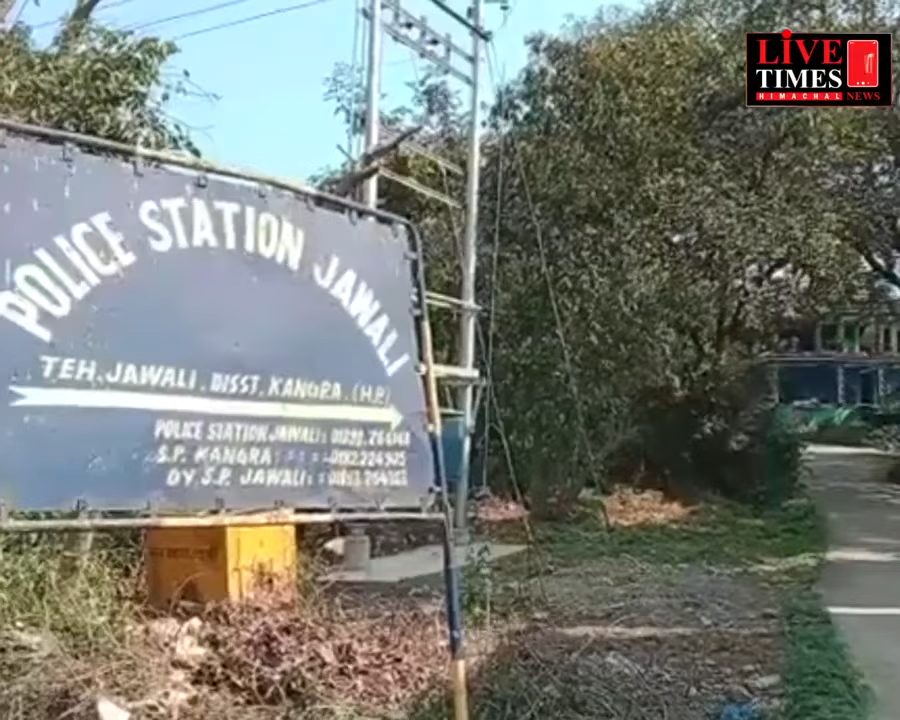 LIVE
TIMES
HIMACHAL NEWS
POLICE STATION JAWALI
TEH. JAWALI. DISST. KANGRA. (H.P)
POLICE STATION JAWALI:
S.P. KANGRA
DY. S.P. JAWALI: